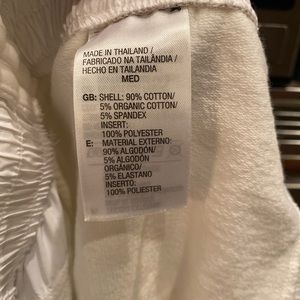 MADE IN THAILAND/
FABRICADO NA TAILÂNDIA/
HECHO EN TAILANDIA
MED
GB: SHELL: 90% COTTON/
5% ORGANIC COTTON/
5% SPANDEX
INSERT:
100% POLYESTER
E: MATERIAL EXTERNO:
90% ALGODÓN/
5% ALGODÓN
ORGÁNICO/
5% ELASTANO
INSERTO:
100% POLIESTER